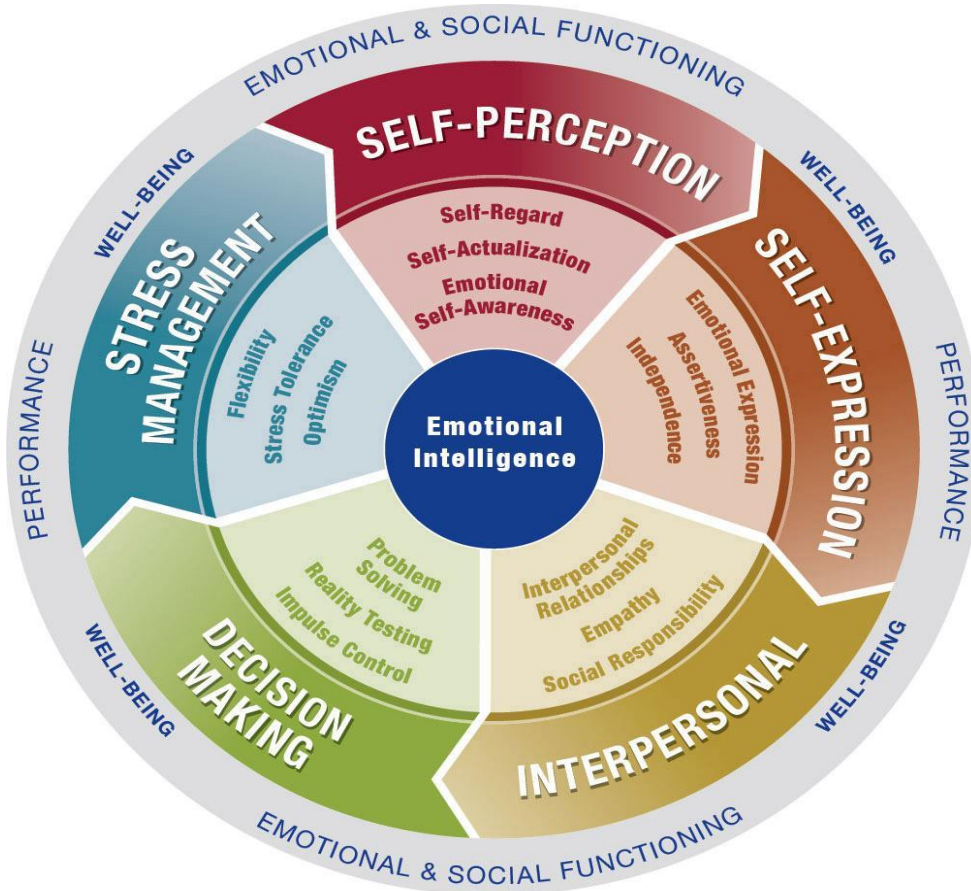 EMOTIONAL & SOCIAL FUNCTIONING
WELL-BEING
WELL-BEING
PERFORMANCE
PERFORMANCE
WELL-BEING
WELL-BEING
EMOTIONAL & SOCIAL FUNCTIONING
SELF-PERCEPTION
Self-Regard
Self-Actualization
Emotional
Self-Awareness
SELF-EXPRESSION
Emotional Expression
Assertiveness
Independence
INTERPERSONAL
Interpersonal
Relationships
Empathy
Social Responsibility
DECISION
MAKING
Problem
Solving
Reality Testing
Impulse Control
STRESS
MANAGEMENT
Flexibility
Stress Tolerance
Optimism
Emotional
Intelligence